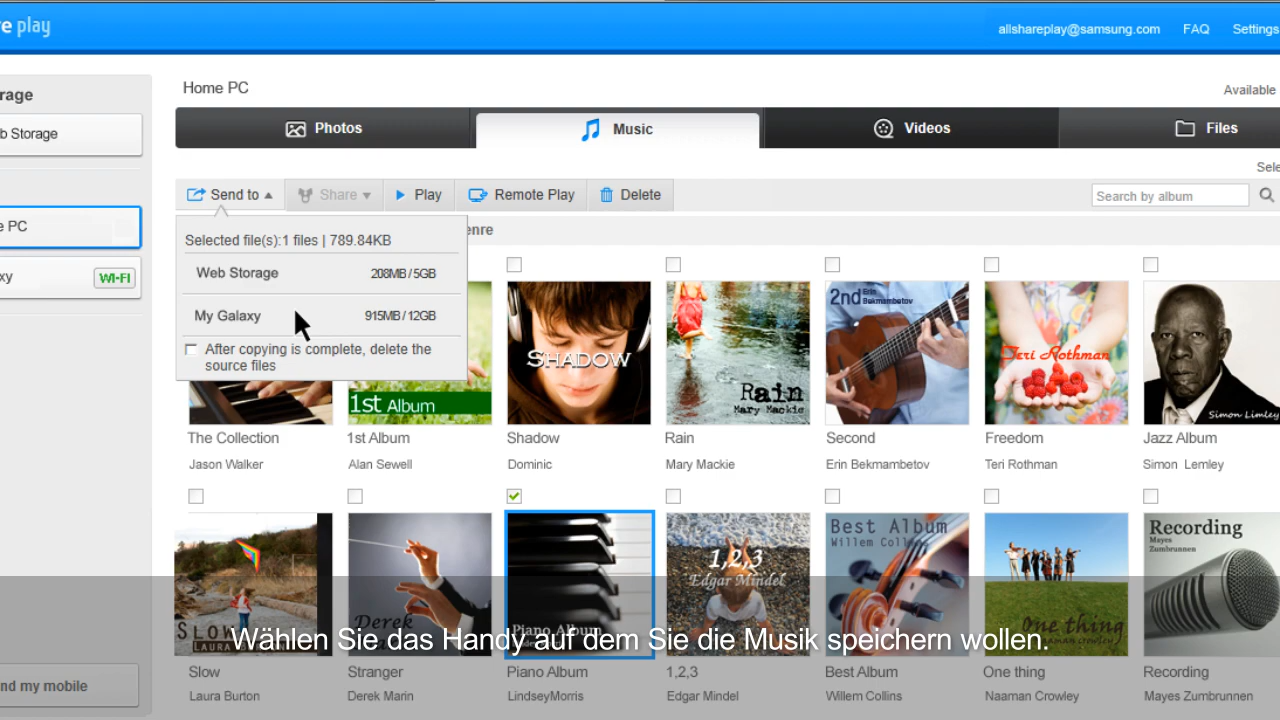 re play
allshareplay@samsung.com FAQ Settings
rage
b Storage
e PC
xy WI-FI
nd my mobile
Home PC
Available
Photos Music Videos Files
Sele
Send to Share Play Remote Play Delete Search by album
enre
Selected file(s):1 files | 789.84KB
Web Storage 208MB/5GB
My Galaxy 915MB/12GB
After copying is complete, delete the
source files
1st Album
SHADOW
Rain
Mary Mackie
2nd Erin
Bekmambetov
Teri Rothman
Simon Limley
The Collection 1st Album Shadow Rain Second Freedom Jazz Album
Jason Walker Alan Sewell Dominic Mary Mackie Erin Bekmambetov Teri Rothman Simon Lemley
SLOW
LAURA BURTON
Derek
Piano Album
1,2,3
Edgar Mindel
Best Album
Willem Collins
One thing
naaman crowley
Recording
Mayes
Zumbrunnen
Wählen Sie das Handy auf dem Sie die Musik speichern wollen.
Slow Stranger Piano Album 1,2,3 Best Album One thing Recording
Laura Burton Derek Marin LindseyMorris Edgar Mindel Willem Collins Naaman Crowley Mayes Zumbrunnen